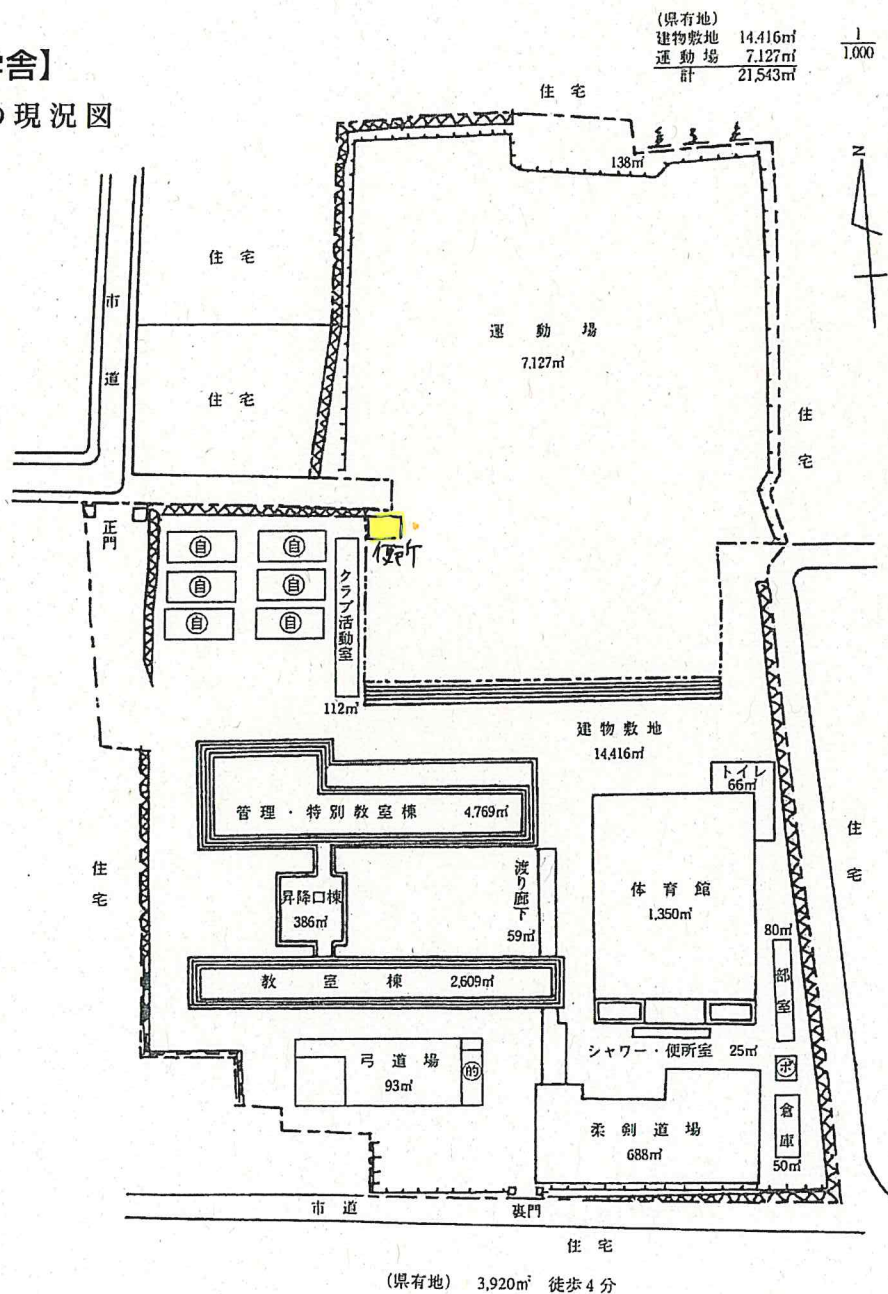 舎】
現況図
(県有地)
建物敷地 14,416㎡
運動場 7,127㎡
計 21,543㎡
1
1,000
住宅
138㎡
N
住宅
市道
運動場
7,127㎡
住宅
住宅
正門
便所
自 自
自 自
自 自
クラブ活動室
112㎡
建物敷地
14,416㎡
トイレ
66㎡
管理・特別教室棟 4,769㎡
住宅
住宅
昇降口棟
386㎡
渡り廊下
59㎡
体育館
1,350㎡
80㎡
部室
教室棟 2,609㎡
シャワー・便所室 25㎡
弓道場
93㎡
的
ポ
倉庫
50㎡
柔剣道場
688㎡
市道
裏門
住宅
(県有地) 3,920㎡ 徒歩4分